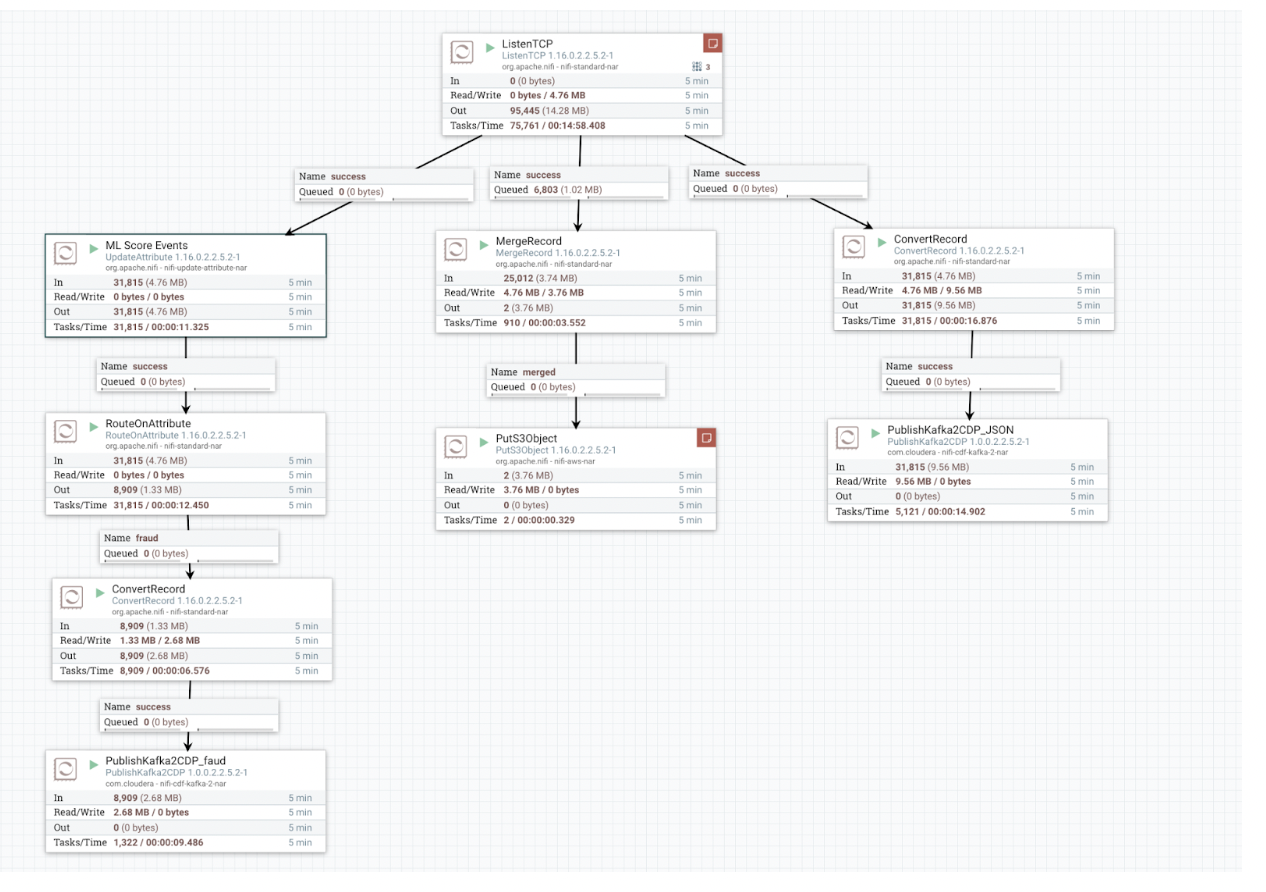 ListenTCP
ListenTCP 1.16.0.2.2.5.2-1
org.apache.nifi - nifi-standard-nar
3
In 0 (0 bytes) 5 min
Read/Write 0 bytes / 4.76 MB 5 min
Out 95,445 (14.28 MB) 5 min
Tasks/Time 75,761 / 00:14:58.408 5 min
Name success
Queued 0 (0 bytes)
Name success
Queued 6,803 (1.02 MB)
Name success
Queued 0 (0 bytes)
ML Score Events
UpdateAttribute 1.16.0.2.2.5.2-1
org.apache.nifi - nifi-update-attribute-nar
In 31,815 (4.76 MB) 5 min
Read/Write 0 bytes / 0 bytes 5 min
Out 31,815 (4.76 MB) 5 min
Tasks/Time 31,815 / 00:00:11.325 5 min
MergeRecord
MergeRecord 1.16.0.2.2.5.2-1
org.apache.nifi - nifi-standard-nar
In 25,012 (3.74 MB) 5 min
Read/Write 4.76 MB / 3.76 MB 5 min
Out 2 (3.76 MB) 5 min
Tasks/Time 910 / 00:00:03.552 5 min
ConvertRecord
ConvertRecord 1.16.0.2.2.5.2-1
org.apache.nifi - nifi-standard-nar
In 31,815 (4.76 MB) 5 min
Read/Write 4.76 MB / 9.56 MB 5 min
Out 31,815 (9.56 MB) 5 min
Tasks/Time 31,815 / 00:00:16.876 5 min
Name success
Queued 0 (0 bytes)
Name merged
Queued 0 (0 bytes)
Name success
Queued 0 (0 bytes)
RouteOnAttribute
RouteOnAttribute 1.16.0.2.2.5.2-1
org.apache.nifi - nifi-standard-nar
In 31,815 (4.76 MB) 5 min
Read/Write 0 bytes / 0 bytes 5 min
Out 8,909 (1.33 MB) 5 min
Tasks/Time 31,815 / 00:00:12.450 5 min
PutS3Object
PutS3Object 1.16.0.2.2.5.2-1
org.apache.nifi - nifi-aws-nar
In 2 (3.76 MB) 5 min
Read/Write 3.76 MB / 0 bytes 5 min
Out 0 (0 bytes) 5 min
Tasks/Time 2 / 00:00:00.329 5 min
PublishKafka2CDP_JSON
PublishKafka2CDP 1.0.0.2.2.5.2-1
com.cloudera - nifi-cdf-kafka-2-nar
In 31,815 (9.56 MB) 5 min
Read/Write 9.56 MB / 0 bytes 5 min
Out 0 (0 bytes) 5 min
Tasks/Time 5,121 / 00:00:14.902 5 min
Name fraud
Queued 0 (0 bytes)
ConvertRecord
ConvertRecord 1.16.0.2.2.5.2-1
org.apache.nifi - nifi-standard-nar
In 8,909 (1.33 MB) 5 min
Read/Write 1.33 MB / 2.68 MB 5 min
Out 8,909 (2.68 MB) 5 min
Tasks/Time 8,909 / 00:00:06.576 5 min
Name success
Queued 0 (0 bytes)
PublishKafka2CDP_faud
PublishKafka2CDP 1.0.0.2.2.5.2-1
com.cloudera - nifi-cdf-kafka-2-nar
In 8,909 (2.68 MB) 5 min
Read/Write 2.68 MB / 0 bytes 5 min
Out 0 (0 bytes) 5 min
Tasks/Time 1,322 / 00:00:09.486 5 min